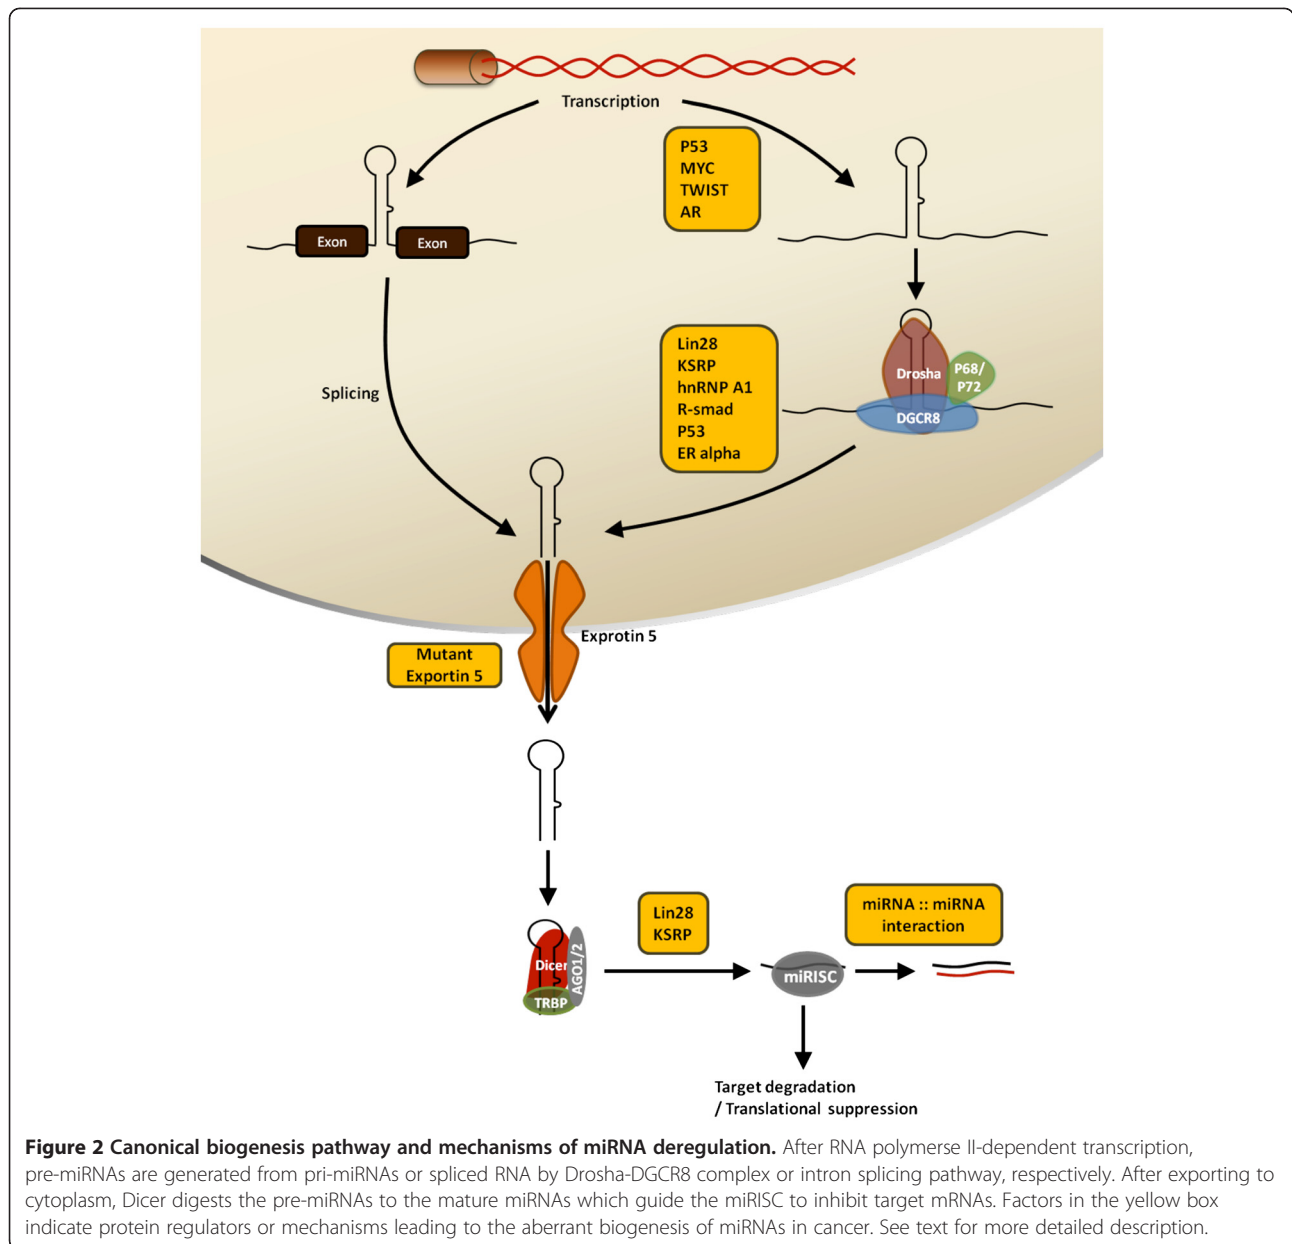 Transcription
P53
MYC
TWIST
AR
Exon
Exon
Splicing
Lin28
KSRP
hnRNP A1
R-smad
P53
ER alpha
Drosha
P68/
P72
DGCR8
Exprotin 5
Mutant
Exportin 5
Dicer
AGO1/2
TRBP
Lin28
KSRP
miRISC
miRNA :: miRNA
interaction
Target degradation
/ Translational suppression
Figure 2 Canonical biogenesis pathway and mechanisms of miRNA deregulation. After RNA polymerse II-dependent transcription,
pre-miRNAs are generated from pri-miRNAs or spliced RNA by Drosha-DGCR8 complex or intron splicing pathway, respectively. After exporting to
cytoplasm, Dicer digests the pre-miRNAs to the mature miRNAs which guide the miRISC to inhibit target mRNAs. Factors in the yellow box
indicate protein regulators or mechanisms leading to the aberrant biogenesis of miRNAs in cancer. See text for more detailed description.